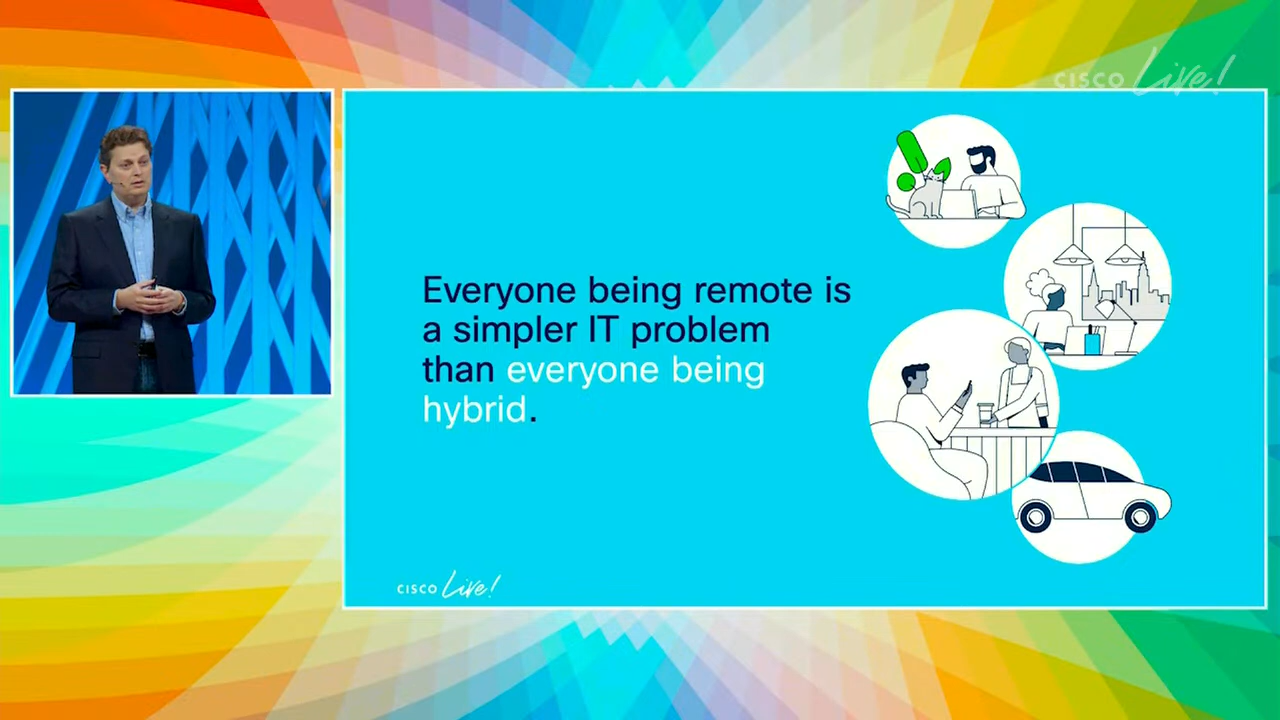 CISCO Live!
Everyone being remote is
a simpler IT problem
than everyone being
hybrid.
CISCO Live!